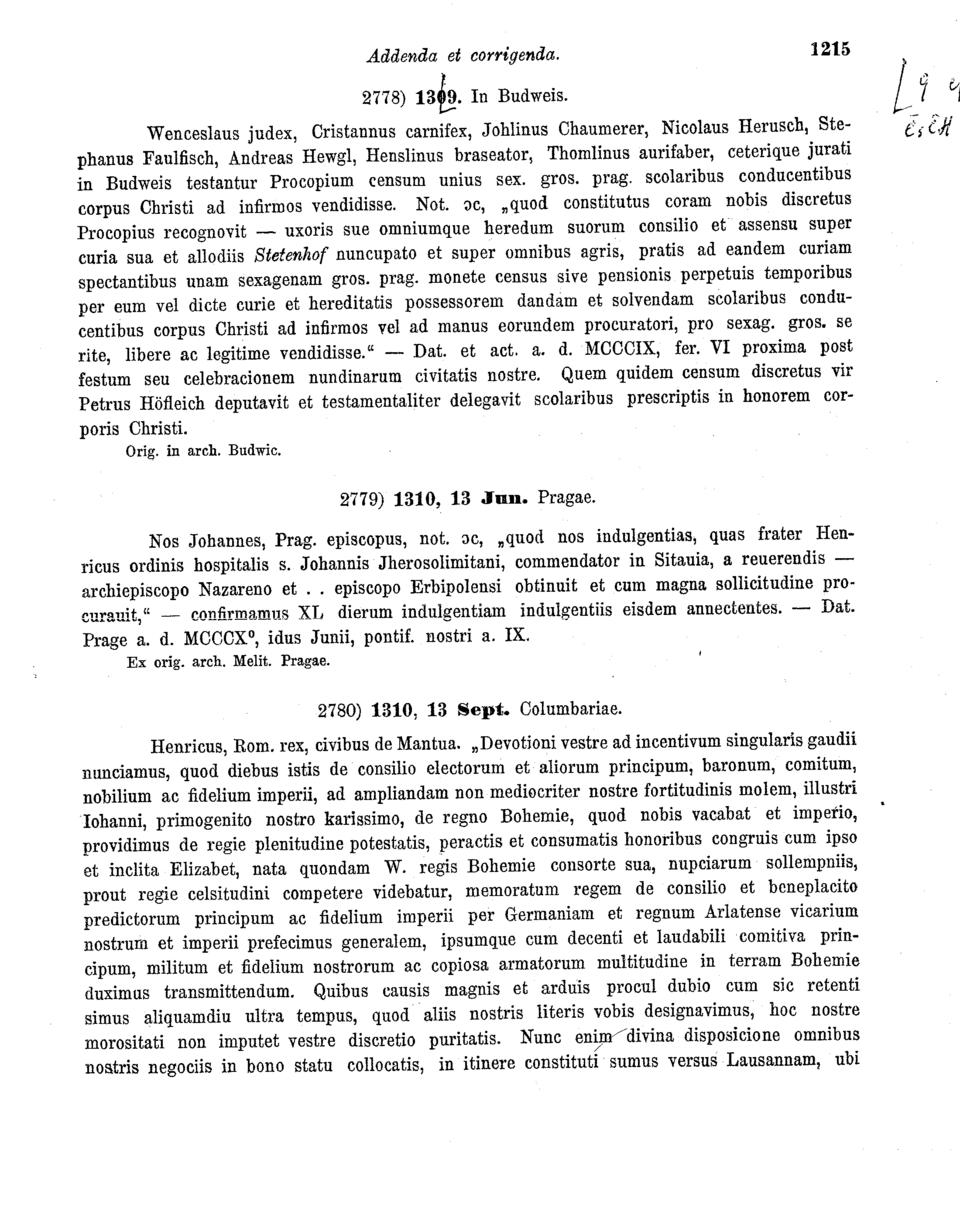 Addenda et corrigenda. 1215
2778) 1309. In Budweis.
Wenceslaus judex, Cristannus carnifex, Johlinus Chaumerer, Nicolaus Herusch, Ste-
phanus Faulfisch, Andreas Hewgl, Henslinus braseator, Thomlinus aurifaber, ceterique jurati
in Budweis testantur Procopium censum unius sex. gros. prag. scolaribus conducentibus
corpus Christi ad infirmos vendidisse. Not. ɔc, „quod constitutus coram nobis discretus
Procopius recognovit — uxoris sue omniumque heredum suorum consilio et assensu super
curia sua et allodiis Stetenhof nuncupato et super omnibus agris, pratis ad eandem curiam
spectantibus unam sexagenam gros. prag. monete census sive pensionis perpetuis temporibus
per eum vel dicte curie et hereditatis possessorem dandam et solvendam scolaribus condu-
centibus corpus Christi ad infirmos vel ad manus eorundem procuratori, pro sexag. gros. se
rite, libere ac legitime vendidisse.“ — Dat. et act. a. d. MCCCIX, fer. VI proxima post
festum seu celebracionem nundinarum civitatis nostre. Quem quidem censum discretus vir
Petrus Höfleich deputavit et testamentaliter delegavit scolaribus prescriptis in honorem cor-
poris Christi.
Orig. in arch. Budwic.
2779) 1310, 13 Jun. Pragae.
Nos Johannes, Prag. episcopus, not. ɔc, „quod nos indulgentias, quas frater Hen-
ricus ordinis hospitalis s. Johannis Jherosolimitani, commendator in Sitauia, a reuerendis —
archiepiscopo Nazareno et . . episcopo Erbipolensi obtinuit et cum magna sollicitudine pro-
curauit,“ — confirmamus XL dierum indulgentiam indulgentiis eisdem annectentes. — Dat.
Prage a. d. MCCCX⁰, idus Junii, pontif. nostri a. IX.
Ex orig. arch. Melit. Pragae.
2780) 1310, 13 Sept. Columbariae.
Henricus, Rom. rex, civibus de Mantua. „Devotioni vestre ad incentivum singularis gaudii
nunciamus, quod diebus istis de consilio electorum et aliorum principum, baronum, comitum,
nobilium ac fidelium imperii, ad ampliandam non mediocriter nostre fortitudinis molem, illustri
Iohanni, primogenito nostro karissimo, de regno Bohemie, quod nobis vacabat et imperio,
providimus de regie plenitudine potestatis, peractis et consumatis honoribus congruis cum ipso
et inclita Elizabet, nata quondam W. regis Bohemie consorte sua, nupciarum sollempniis,
prout regie celsitudini competere videbatur, memoratum regem de consilio et beneplacito
predictorum principum ac fidelium imperii per Germaniam et regnum Arlatense vicarium
nostrum et imperii prefecimus generalem, ipsumque cum decenti et laudabili comitiva prin-
cipum, militum et fidelium nostrorum ac copiosa armatorum multitudine in terram Bohemie
duximus transmittendum. Quibus causis magnis et arduis procul dubio cum sic retenti
simus aliquamdiu ultra tempus, quod aliis nostris literis vobis designavimus, hoc nostre
morositati non imputet vestre discretio puritatis. Nunc enim divina disposicione omnibus
nostris negociis in bono statu collocatis, in itinere constituti sumus versus Lausannam, ubi